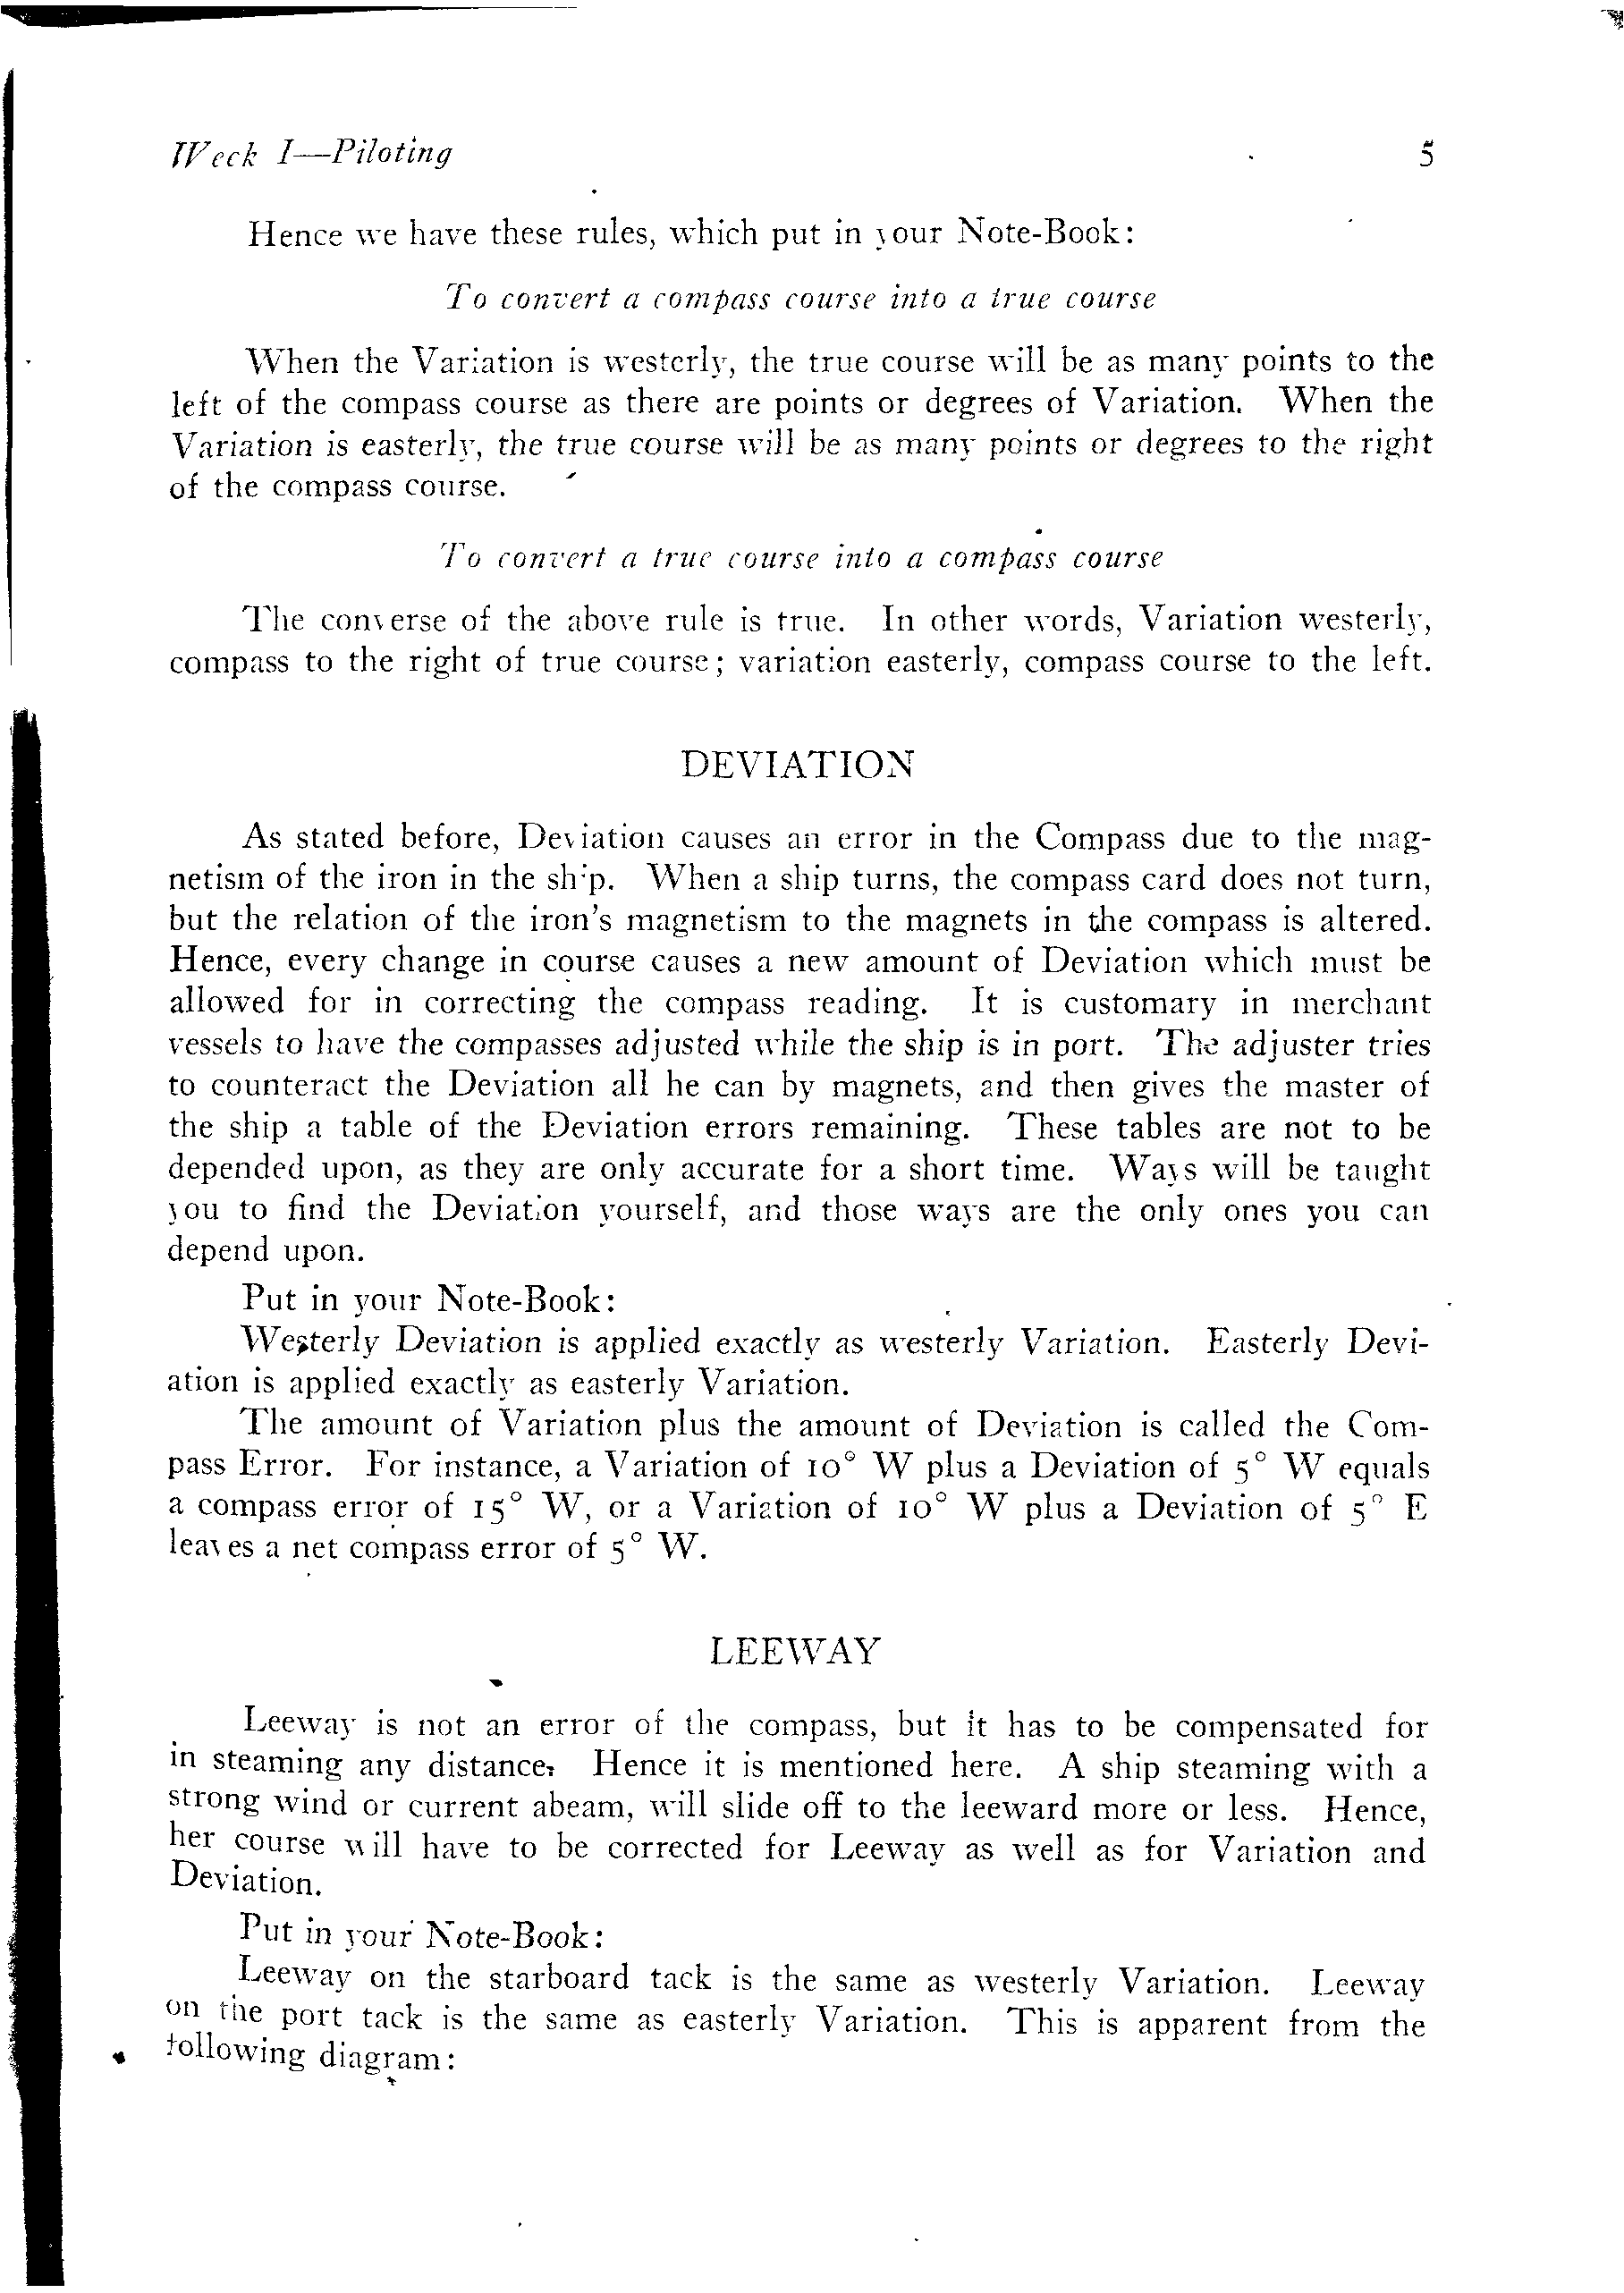 Week I—Piloting 5
Hence we have these rules, which put in your Note-Book:
To convert a compass course into a true course
When the Variation is westerly, the true course will be as many points to the
left of the compass course as there are points or degrees of Variation. When the
Variation is easterly, the true course will be as many points or degrees to the right
of the compass course.
To convert a true course into a compass course
The converse of the above rule is true. In other words, Variation westerly,
compass to the right of true course; variation easterly, compass course to the left.
DEVIATION
As stated before, Deviation causes an error in the Compass due to the mag-
netism of the iron in the ship. When a ship turns, the compass card does not turn,
but the relation of the iron's magnetism to the magnets in the compass is altered.
Hence, every change in course causes a new amount of Deviation which must be
allowed for in correcting the compass reading. It is customary in merchant
vessels to have the compasses adjusted while the ship is in port. The adjuster tries
to counteract the Deviation all he can by magnets, and then gives the master of
the ship a table of the Deviation errors remaining. These tables are not to be
depended upon, as they are only accurate for a short time. Ways will be taught
you to find the Deviation yourself, and those ways are the only ones you can
depend upon.
Put in your Note-Book:
Westerly Deviation is applied exactly as westerly Variation. Easterly Devi-
ation is applied exactly as easterly Variation.
The amount of Variation plus the amount of Deviation is called the Com-
pass Error. For instance, a Variation of 10° W plus a Deviation of 5° W equals
a compass error of 15° W, or a Variation of 10° W plus a Deviation of 5° E
leaves a net compass error of 5° W.
LEEWAY
Leeway is not an error of the compass, but it has to be compensated for
in steaming any distance. Hence it is mentioned here. A ship steaming with a
strong wind or current abeam, will slide off to the leeward more or less. Hence,
her course will have to be corrected for Leeway as well as for Variation and
Deviation.
Put in your Note-Book:
Leeway on the starboard tack is the same as westerly Variation. Leeway
on the port tack is the same as easterly Variation. This is apparent from the
following diagram: